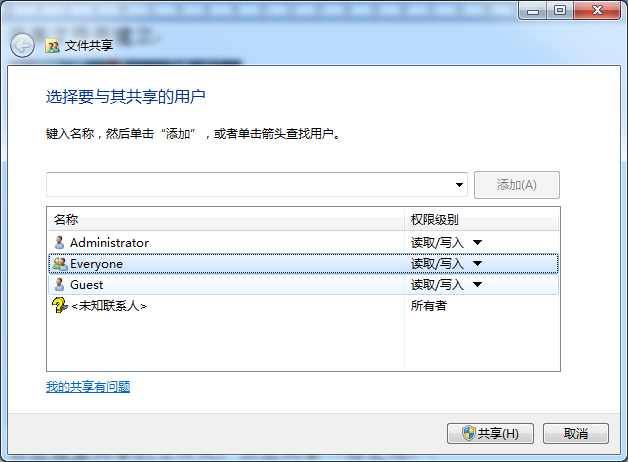 文件共享
选择要与其共享的用户
键入名称，然后单击“添加”，或者单击箭头查找用户。
添加(A)
名称 权限级别
Administrator 读取/写入
Everyone 读取/写入
Guest 读取/写入
<未知联系人> 所有者
我的共享有问题
共享(H) 取消